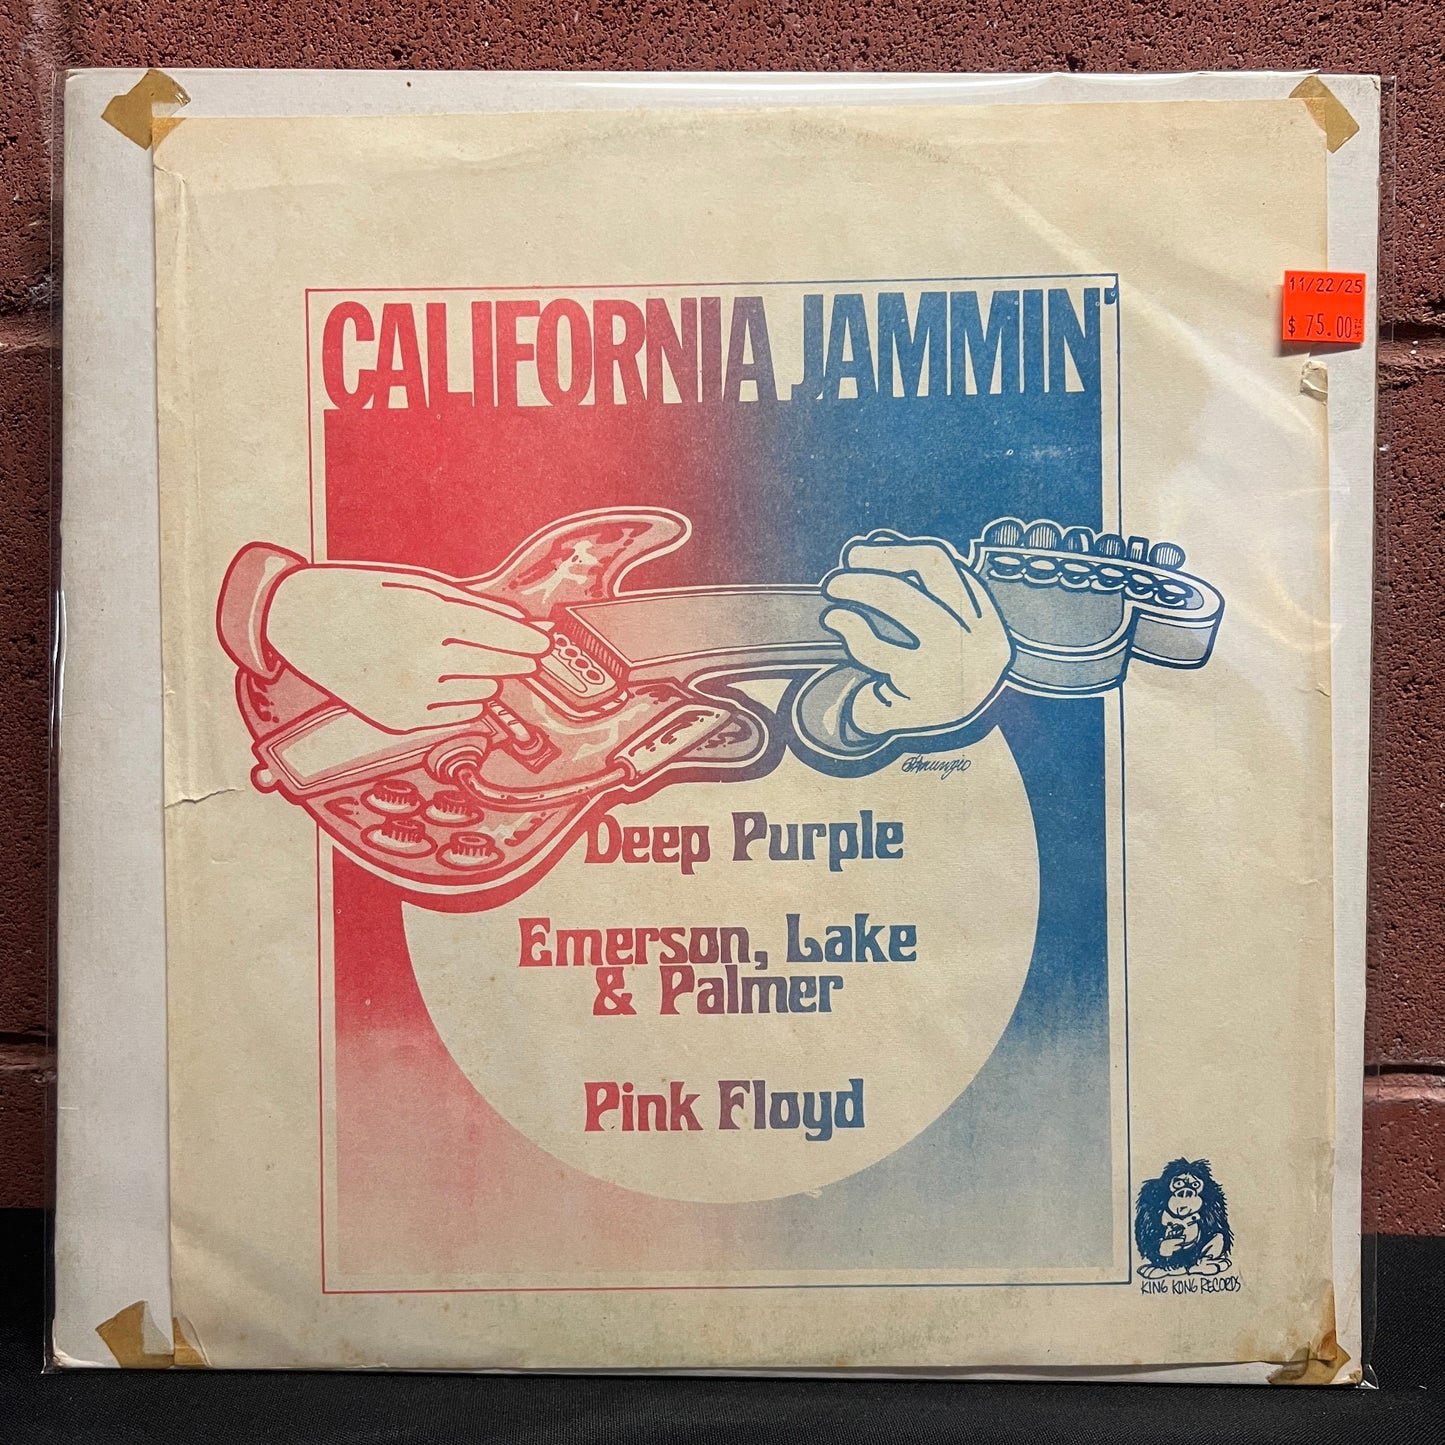 CALIFORNIA JAMMIN'
11/22/25
$ 75.00
Deep Purple
Emerson, Lake
& Palmer
Pink Floyd
KING KONG RECORDS